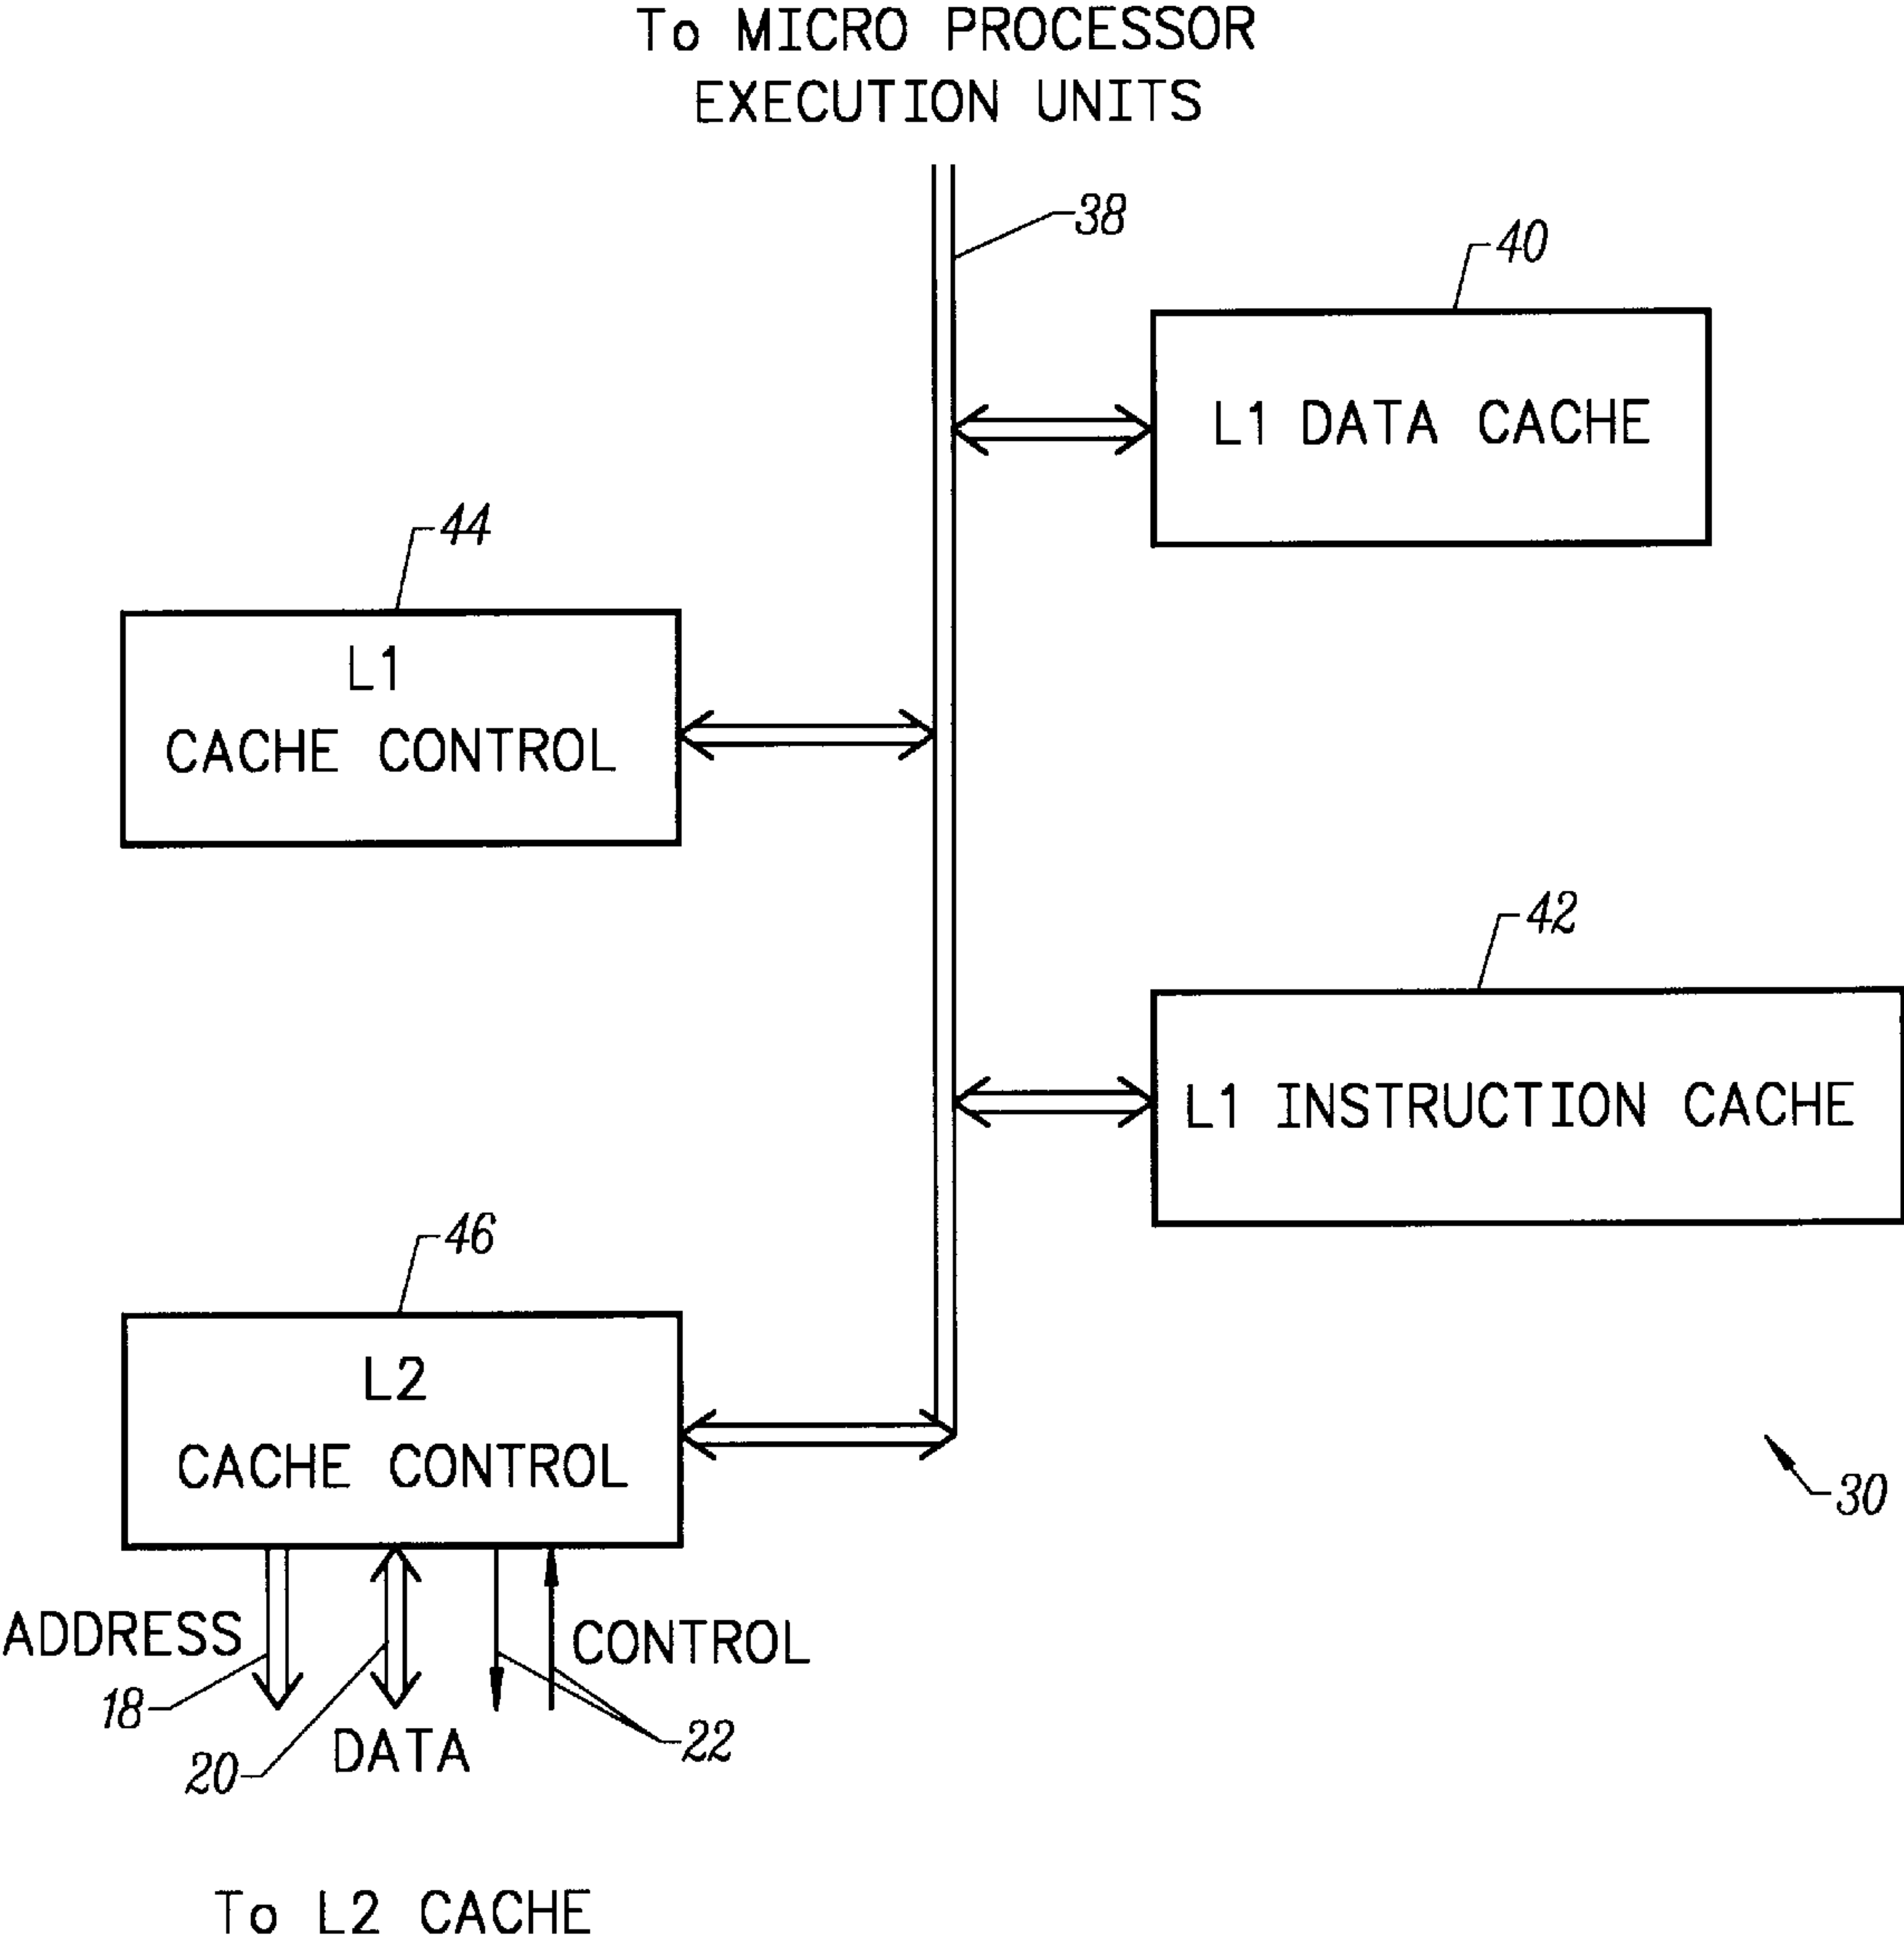 To MICRO PROCESSOR
EXECUTION UNITS
38
40
L1 DATA CACHE
44
L1
CACHE CONTROL
42
L1 INSTRUCTION CACHE
46
L2
CACHE CONTROL
30
ADDRESS
CONTROL
18
20
DATA
22
To L2 CACHE